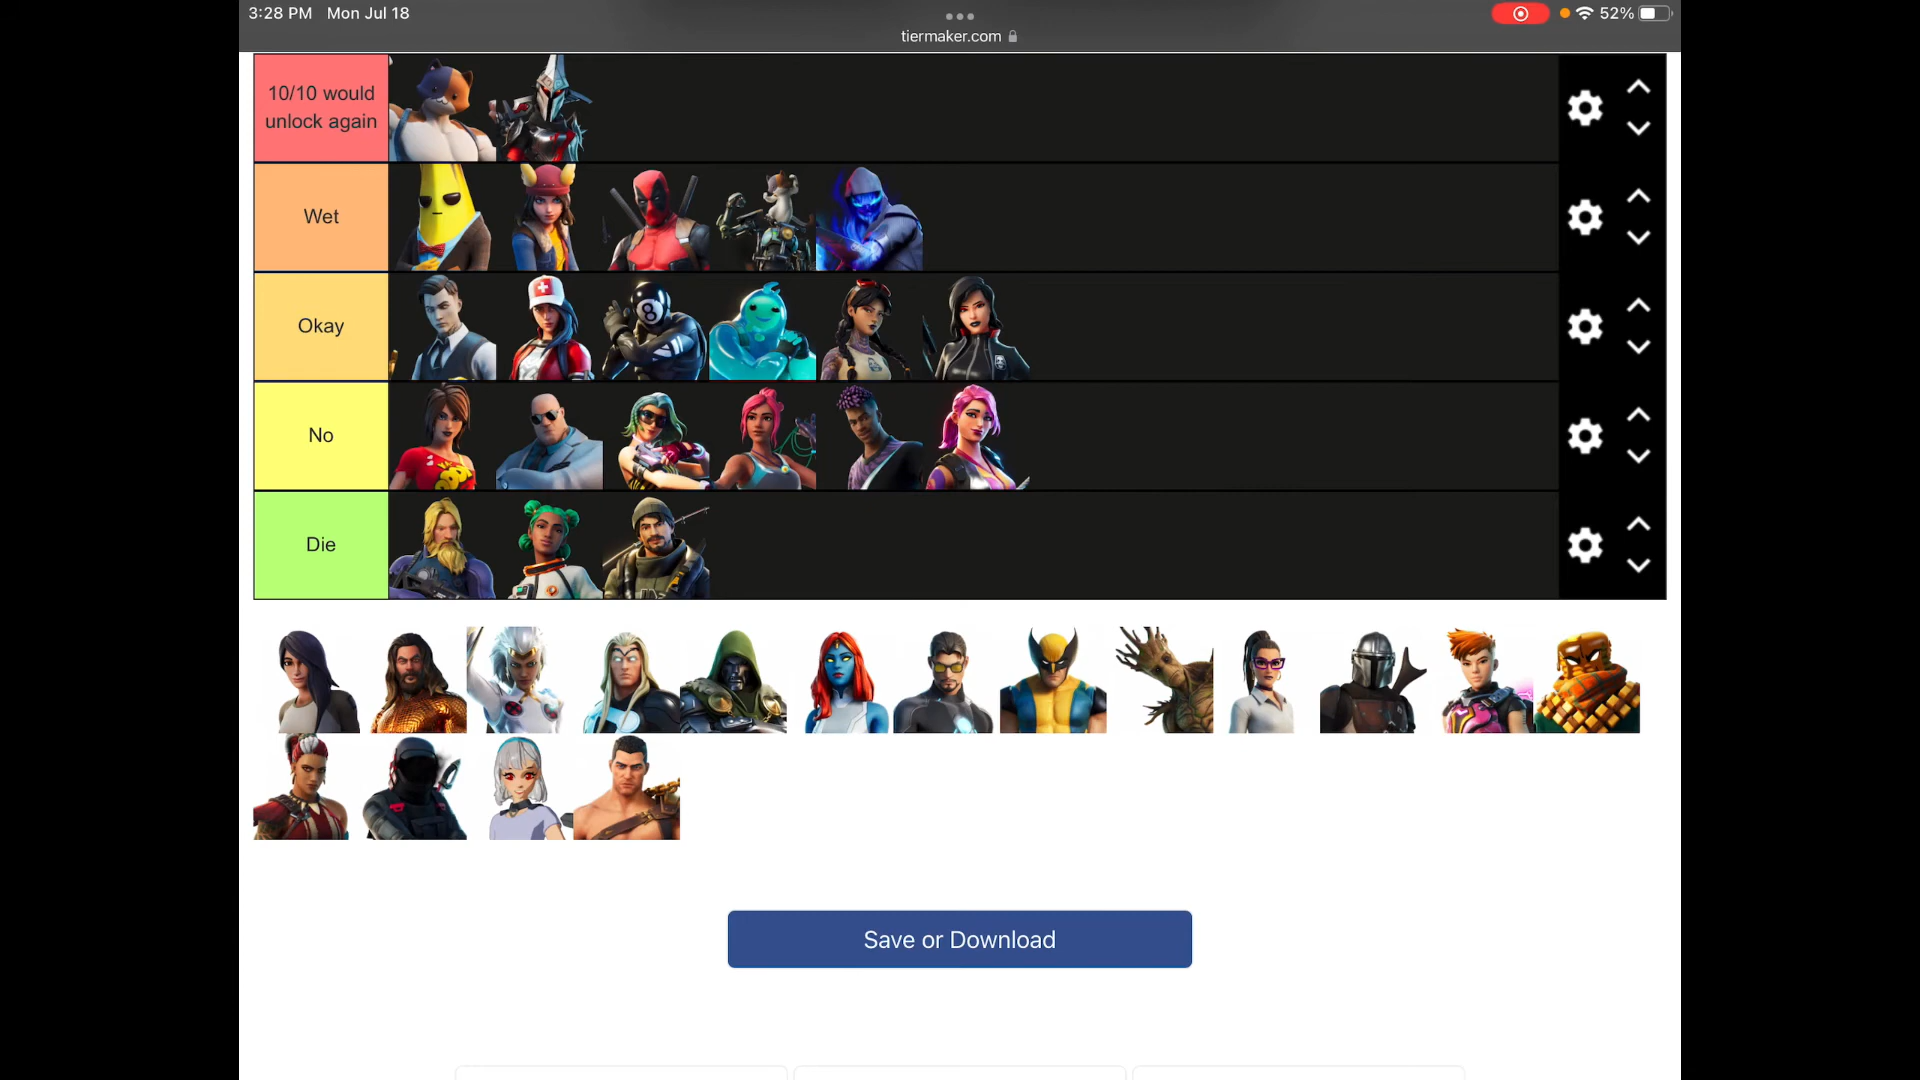 3:28 PM Mon Jul 18
52%
tiermaker.com
10/10 would
unlock again
Wet
Okay
8
No
Die
Save or Download